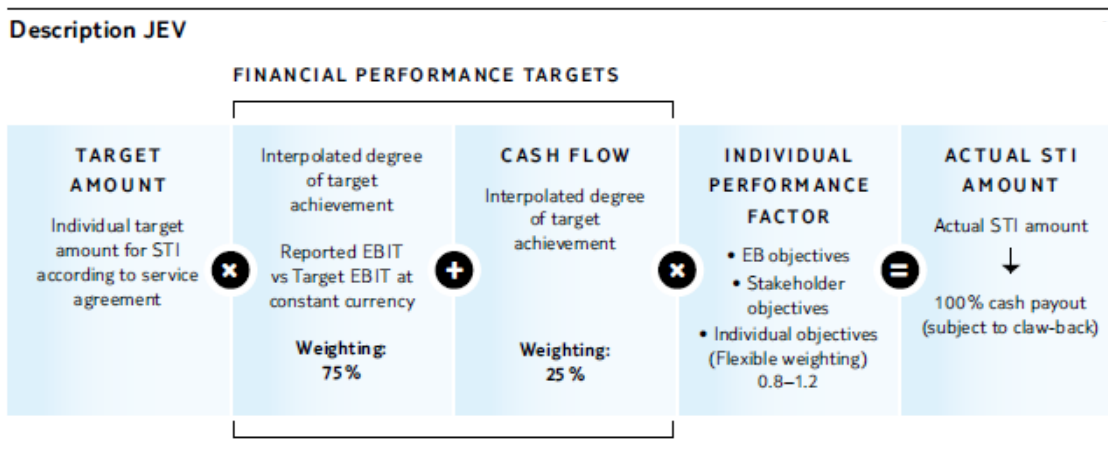 Description JEV
FINANCIAL PERFORMANCE TARGETS
TARGET
AMOUNT
Individual target
amount for STI
according to service
agreement
×
Interpolated degree
of target
achievement
Reported EBIT
vs Target EBIT at
constant currency
Weighting:
75%
+
CASH FLOW
Interpolated degree
of target
achievement
Weighting:
25 %
×
INDIVIDUAL
PERFORMANCE
FACTOR
• EB objectives
• Stakeholder
objectives
• Individual objectives
(Flexible weighting)
0.8–1.2
=
ACTUAL STI
AMOUNT
Actual STI amount
↓
100% cash payout
(subject to claw-back)